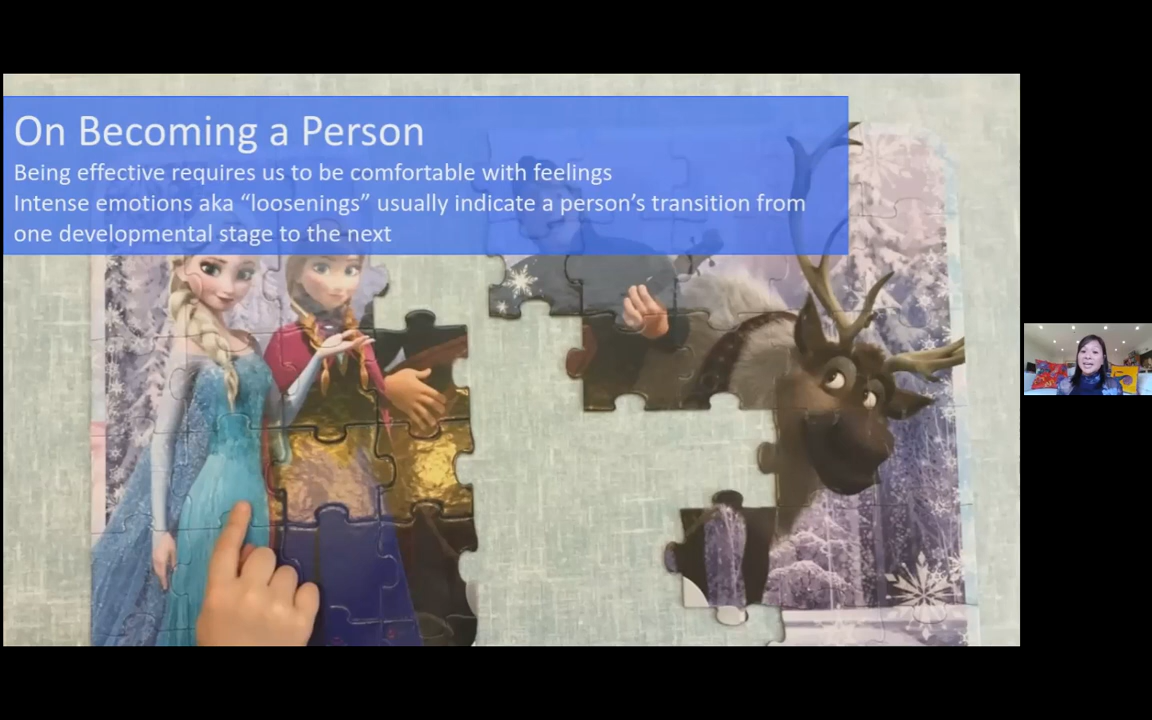 On Becoming a Person
Being effective requires us to be comfortable with feelings
Intense emotions aka “loosenings” usually indicate a person’s transition from
one developmental stage to the next